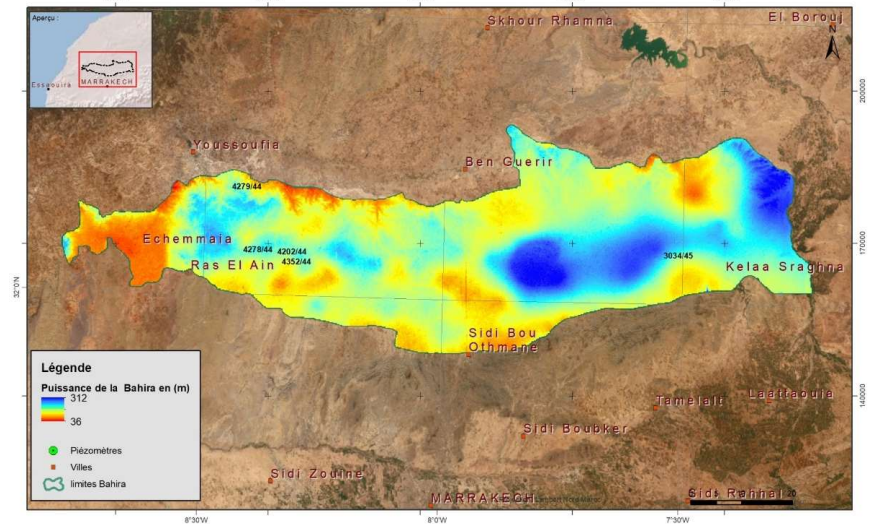 Aperçu :
Essaouira
MARRAKECH
Skhour Rhamna
El Borouj
N
200000
Youssoufia
Ben Guerir
4279/44
Echemmaia
4278/44
4202/44
4352/44
Ras El Ain
3034/45
Kelaa Sraghna
170000
32°0'N
Sidi Bou
Othmane
Légende
Puissance de la Bahira en (m)
312
36
Piézomètres
Villes
limites Bahira
140000
Tamelalt
Laattaouia
Sidi Boubker
Sidi Zouine
MARRAKECH
Sidi Rahhal
20
8°30'W
8°0'W
7°30'W